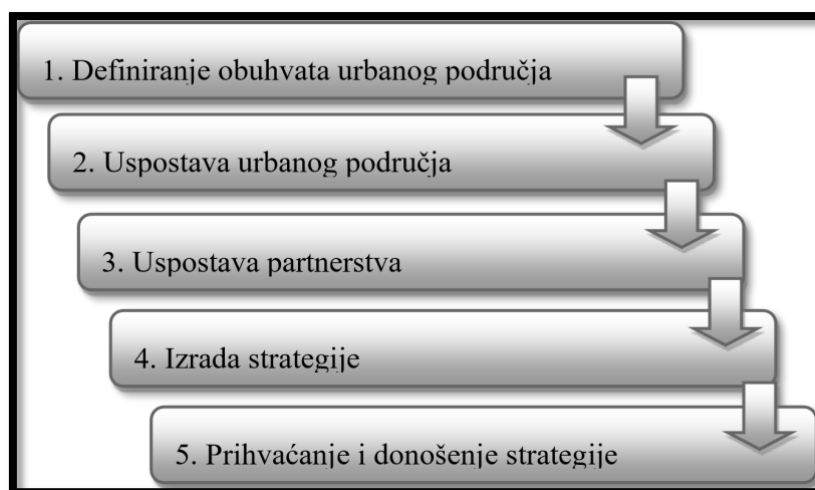 1. Definiranje obuhvata urbanog područja
2. Uspostava urbanog područja
3. Uspostava partnerstva
4. Izrada strategije
5. Prihvaćanje i donošenje strategije